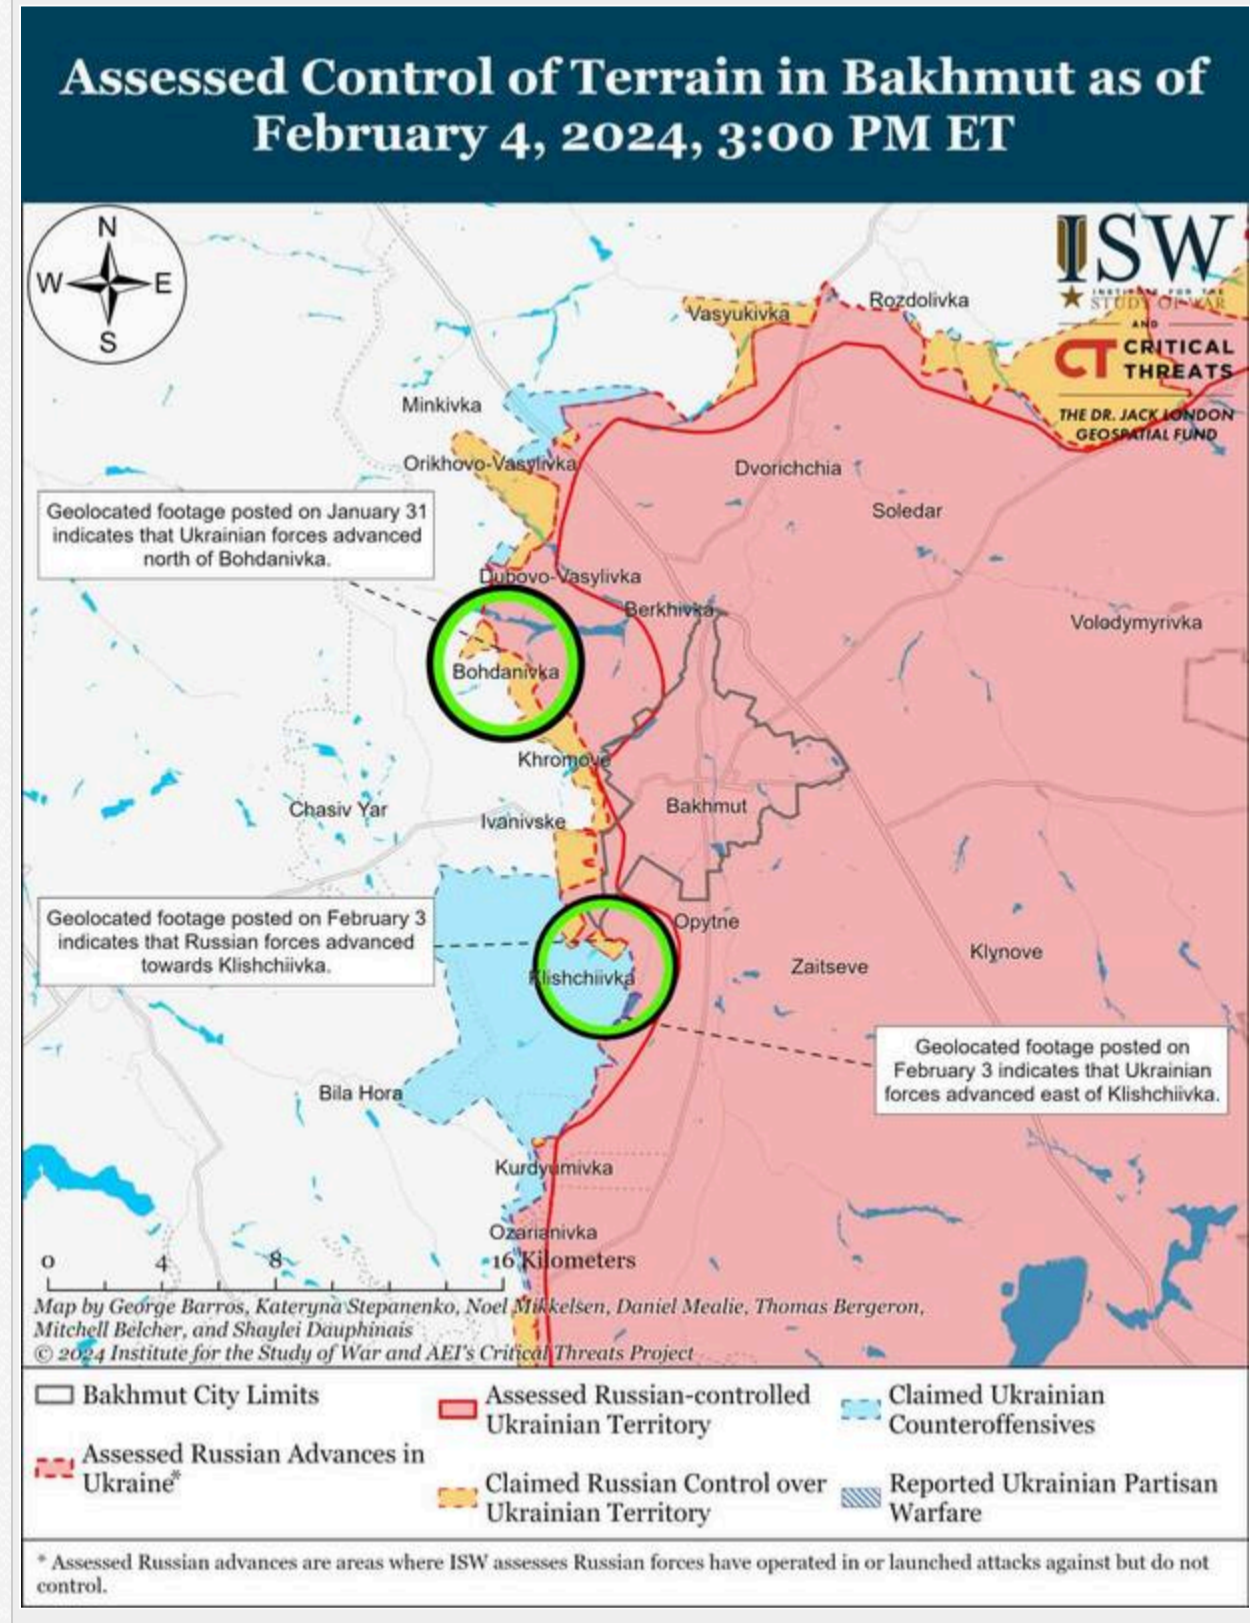 Assessed Control of Terrain in Bakhmut as of
February 4, 2024, 3:00 PM ET
N
W
E
S
ISW
INSTITUTE FOR THE
STUDY OF WAR
AND
CT CRITICAL
THREATS
THE DR. JACK LONDON
GEOSPATIAL FUND
Rozdolivka
Vasyukivka
Minkivka
Orikhovo-Vasylivka
Dvorichchia
Soledar
Geolocated footage posted on January 31
indicates that Ukrainian forces advanced
north of Bohdanivka.
Dubovo-Vasylivka
Berkhivka
Volodymyrivka
Bohdanivka
Khromove
Chasiv Yar
Ivanivske
Bakhmut
Geolocated footage posted on February 3
indicates that Russian forces advanced
towards Klishchiivka.
Opytne
Klynove
Zaitseve
Klishchiivka
Geolocated footage posted on
February 3 indicates that Ukrainian
forces advanced east of Klishchiivka.
Bila Hora
Kurdyumivka
Ozarianivka
0 4 8 16 Kilometers
Map by George Barros, Kateryna Stepanenko, Noel Mikkelsen, Daniel Mealie, Thomas Bergeron,
Mitchell Belcher, and Shaylei Dauphinais
© 2024 Institute for the Study of War and AEI's Critical Threats Project
Bakhmut City Limits
Assessed Russian Advances in
Ukraine*
Assessed Russian-controlled
Ukrainian Territory
Claimed Russian Control over
Ukrainian Territory
Claimed Ukrainian
Counteroffensives
Reported Ukrainian Partisan
Warfare
* Assessed Russian advances are areas where ISW assesses Russian forces have operated in or launched attacks against but do not
control.